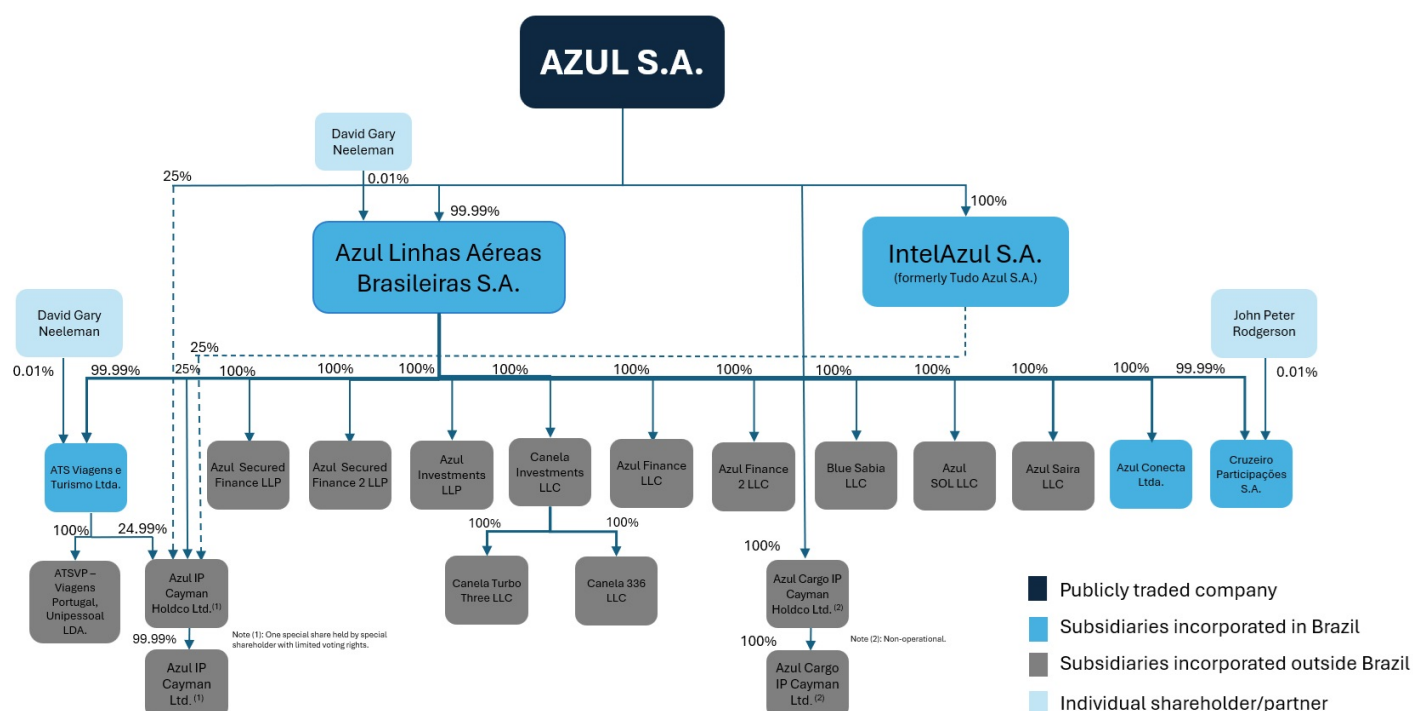 AZUL S.A.
David Gary
Neeleman
25%
0.01%
99.99%
100%
Azul Linhas Aéreas
Brasileiras S.A.
IntelAzul S.A.
(formerly Tudo Azul S.A.)
David Gary
Neeleman
John Peter
Rodgerson
25%
0.01%
99.99%
25%
100%
100%
100%
100%
100%
100%
100%
100%
100%
100%
99.99%
0.01%
ATS Viagens e
Turismo Ltda.
Azul Secured
Finance LLP
Azul Secured
Finance 2 LLP
Azul
Investments
LLP
Canela
Investments
LLC
Azul Finance
LLC
Azul Finance
2 LLC
Blue Sabia
LLC
Azul
SOL LLC
Azul Saira
LLC
Azul Conecta
Ltda.
Cruzeiro
Participações
S.A.
100%
24.99%
100%
100%
100%
ATSVP –
Viagens
Portugal,
Unipessoal
LDA.
Azul IP
Cayman
Holdco Ltd.(1)
Canela Turbo
Three LLC
Canela 336
LLC
Azul Cargo IP
Cayman
Holdco Ltd.(2)
99.99%
Note (1): One special share held by special
shareholder with limited voting rights.
100%
Note (2): Non-operational.
Azul IP
Cayman
Ltd. (1)
Azul Cargo
IP Cayman
Ltd.(2)
Publicly traded company
Subsidiaries incorporated in Brazil
Subsidiaries incorporated outside Brazil
Individual shareholder/partner